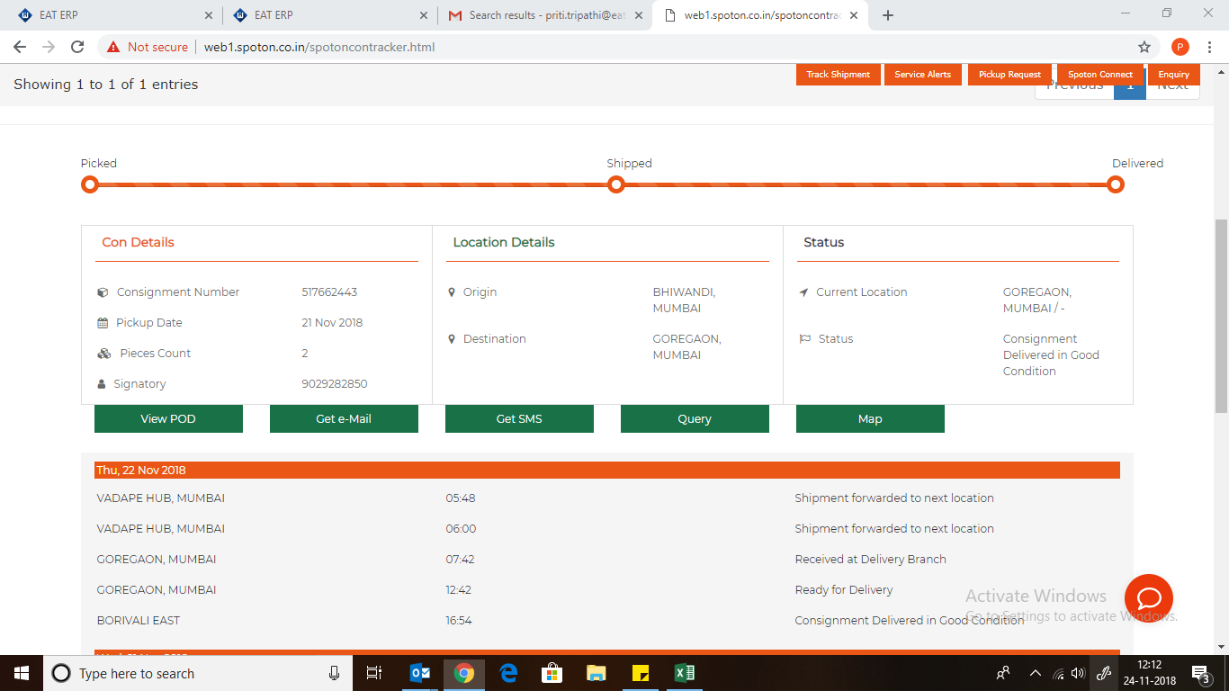 EAT ERP
EAT ERP
Search results - priti.tripathi@eat
web1.spoton.co.in/spotoncontrac
Not secure web1.spoton.co.in/spotoncontracker.html
P
Track Shipment Service Alerts Pickup Request Spoton Connect Enquiry
Showing 1 to 1 of 1 entries
Previous 1 Next
Picked Shipped Delivered
Con Details
Consignment Number 517662443
Pickup Date 21 Nov 2018
Pieces Count 2
Signatory 9029282850
Location Details
Origin BHIWANDI,
MUMBAI
Destination GOREGAON,
MUMBAI
Status
Current Location GOREGAON,
MUMBAI / -
Status Consignment
Delivered in Good
Condition
View POD Get e-Mail Get SMS Query Map
Thu, 22 Nov 2018
VADAPE HUB, MUMBAI 05:48 Shipment forwarded to next location
VADAPE HUB, MUMBAI 06:00 Shipment forwarded to next location
GOREGAON, MUMBAI 07:42 Received at Delivery Branch
GOREGAON, MUMBAI 12:42 Ready for Delivery
BORIVALI EAST 16:54 Consignment Delivered in Good Condition
Activate Windows
Go to Settings to activate Windows.
Type here to search
12:12
24-11-2018
3